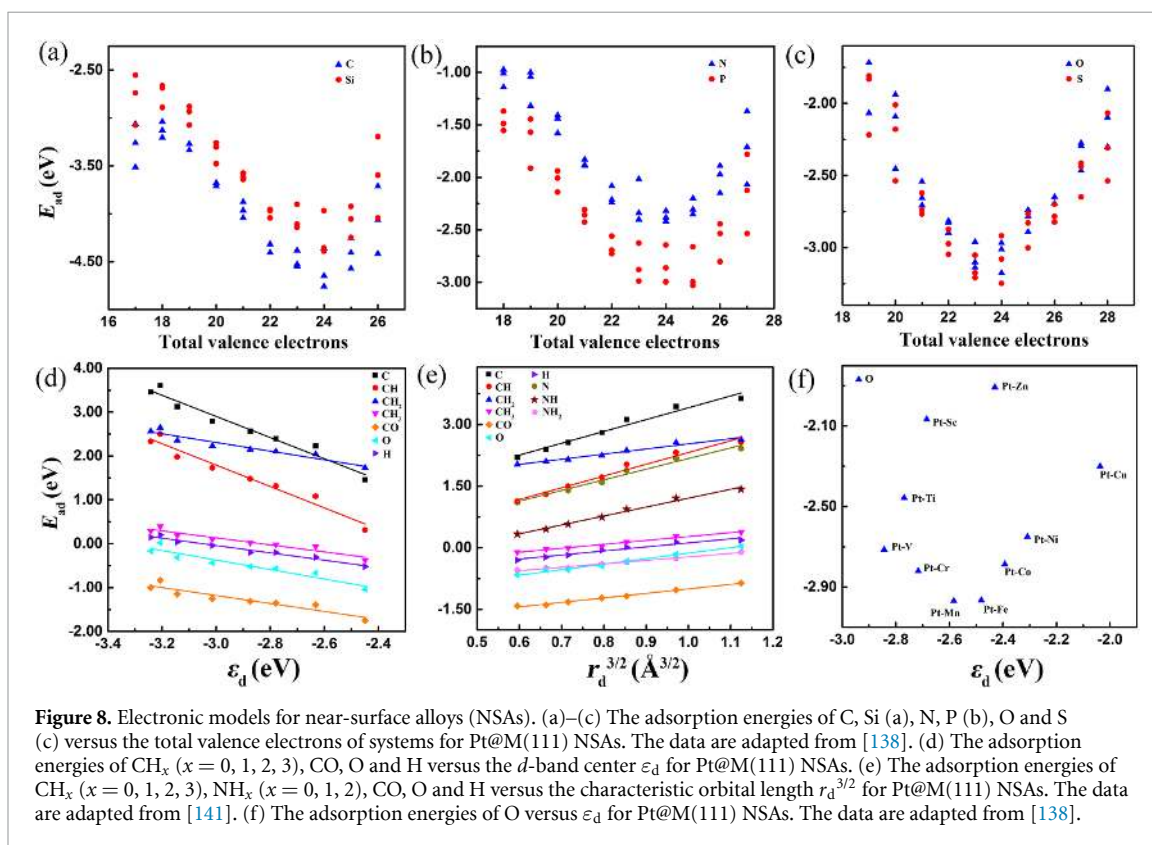 (a)
C
Si
-2.50
-3.50
-4.50
E_ad (eV)
16 18 20 22 24 26
Total valence electrons
(b)
N
P
-1.00
-1.50
-2.00
-2.50
-3.00
18 20 22 24 26 28
Total valence electrons
(c)
O
S
-2.00
-2.50
-3.00
18 20 22 24 26 28
Total valence electrons
(d)
C
CH
CH₂
CH₃
CO
O
H
4.00
3.00
2.00
1.00
0.00
-1.00
-2.00
E_ad (eV)
-3.4 -3.2 -3.0 -2.8 -2.6 -2.4
ε_d (eV)
(e)
C
CH
CH₂
CH₃
CO
O
H
N
NH
NH₂
3.00
1.50
0.00
-1.50
0.5 0.6 0.7 0.8 0.9 1.0 1.1 1.2
r_d^3/2 (Å^3/2)
(f)
O
Pt-Zn
Pt-Sc
Pt-Cu
Pt-Ti
Pt-Ni
Pt-V
Pt-Cr
Pt-Co
Pt-Mn
Pt-Fe
-2.10
-2.50
-2.90
-3.0 -2.8 -2.6 -2.4 -2.2 -2.0 -1.9
ε_d (eV)
Figure 8. Electronic models for near-surface alloys (NSAs). (a)–(c) The adsorption energies of C, Si (a), N, P (b), O and S
(c) versus the total valence electrons of systems for Pt@M(111) NSAs. The data are adapted from [138]. (d) The adsorption
energies of CHₓ (x = 0, 1, 2, 3), CO, O and H versus the d-band center ε_d for Pt@M(111) NSAs. (e) The adsorption energies of
CHₓ (x = 0, 1, 2, 3), NHₓ (x = 0, 1, 2), CO, O and H versus the characteristic orbital length r_d^3/2 for Pt@M(111) NSAs. The data
are adapted from [141]. (f) The adsorption energies of O versus ε_d for Pt@M(111) NSAs. The data are adapted from [138].